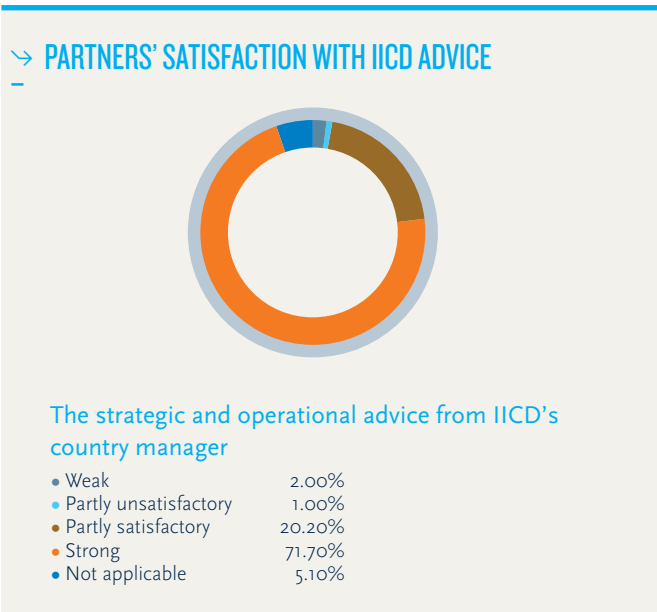 PARTNERS' SATISFACTION WITH IICD ADVICE
The strategic and operational advice from IICD's
country manager
Weak 2.00%
Partly unsatisfactory 1.00%
Partly satisfactory 20.20%
Strong 71.70%
Not applicable 5.10%